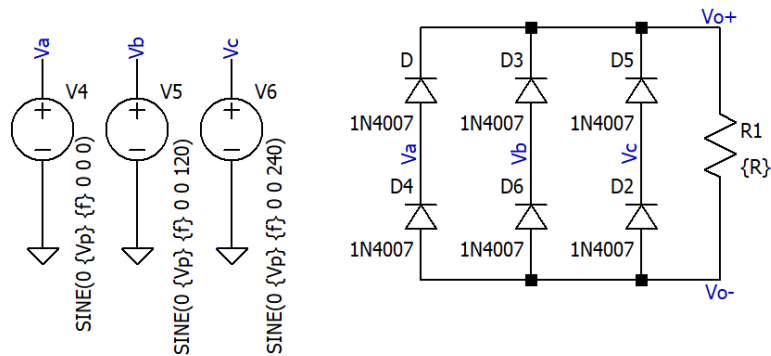 Va
V4
SINE(0 {Vp} {f} 0 0 0)
Vb
V5
SINE(0 {Vp} {f} 0 0 120)
Vc
V6
SINE(0 {Vp} {f} 0 0 240)
Vo+
D
1N4007
D3
1N4007
D5
1N4007
Va
Vb
Vc
R1
{R}
D4
1N4007
D6
1N4007
D2
1N4007
Vo-